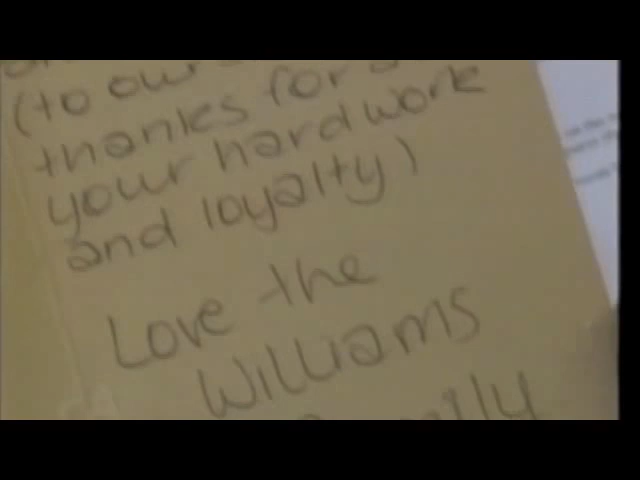 (to our
thanks for
your hard work
and loyalty)
Love the
Williams